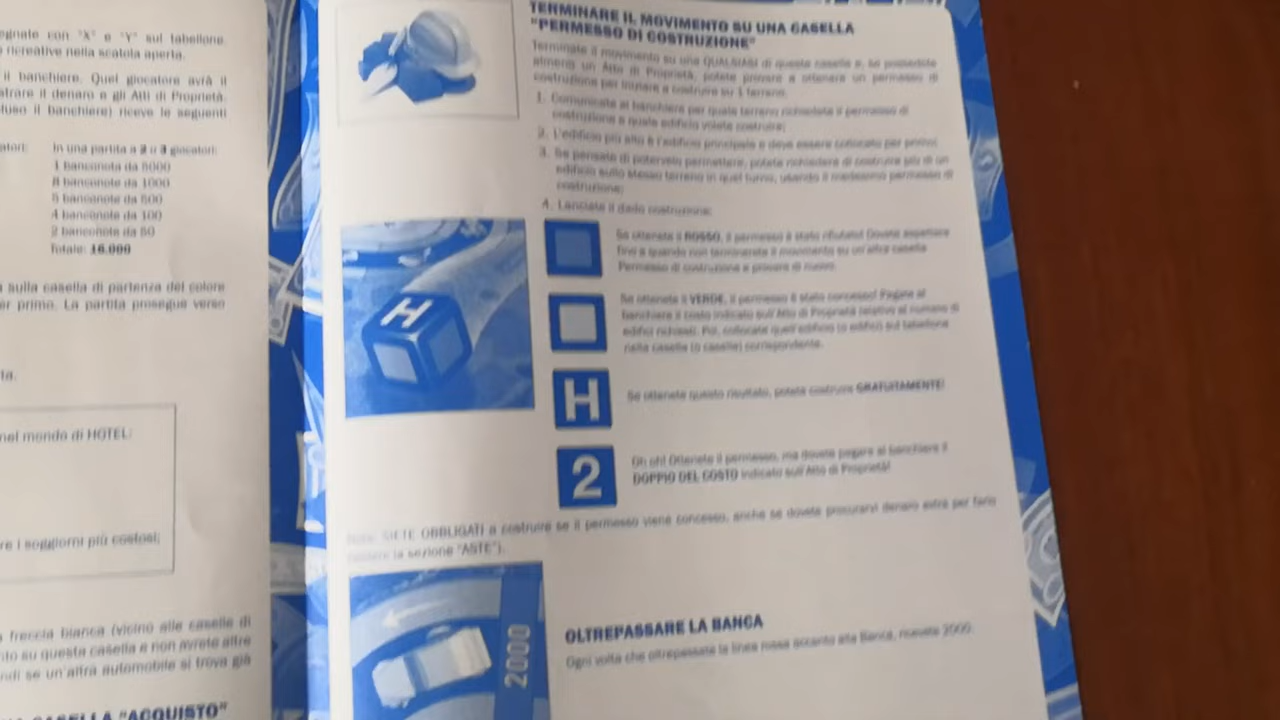 egnate con "X" e "Y" sul tabellone.
ricreative nella scatola aperta.
il banchiere. Quel giocatore avrà il
strare il denaro e gli Atti di Proprietà.
luso il banchiere) riceve le seguenti
atori:
In una partita a 2 o 3 giocatori:
1 banconota da 5000
8 banconote da 1000
5 banconote da 500
4 banconote da 100
2 banconote da 50
Totale: 16.000
sulla casella di partenza del colore
er primo. La partita prosegue verso
ta.
nel mondo di HOTEL:
re i soggiorni più costosi;
freccia bianca (vicino alle caselle di
nto su questa casella e non avrete altre
ndi se un'altra automobile si trova già
CASELLA "ACQUISTO"
TERMINARE IL MOVIMENTO SU UNA CASELLA
"PERMESSO DI COSTRUZIONE"
Terminate il movimento su una QUALSIASI di queste caselle e, se possedete
almeno un Atto di Proprietà, potete provare a ottenere un permesso di
costruzione per iniziare a costruire su 1 terreno.
1. Comunicate al banchiere per quale terreno richiedete il permesso di
costruzione e quale edificio volete costruire;
2. L'edificio più alto è l'edificio principale e deve essere collocato per primo;
3. Se pensate di potervelo permettere, potete richiedere di costruire più di un
edificio sullo stesso terreno in quel turno, usando il medesimo permesso di
costruzione;
4. Lanciate il dado costruzione:
Se ottenete il ROSSO, il permesso è stato rifiutato! Dovete aspettare
fino a quando non terminerete il movimento su un'altra casella
Permesso di costruzione e provare di nuovo.
Se ottenete il VERDE, il permesso è stato concesso! Pagate al
banchiere il costo indicato sull'Atto di Proprietà relativo al numero di
edifici richiesti. Poi, collocate quell'edificio (o edifici) sul tabellone
nella casella (o caselle) corrispondente.
H
H
Se ottenete questo risultato, potete costruire GRATUITAMENTE!
2
Oh oh! Ottenete il permesso, ma dovete pagare al banchiere il
DOPPIO DEL COSTO indicato sull'Atto di Proprietà!
SIETE OBBLIGATI a costruire se il permesso viene concesso, anche se dovete procurarvi denaro extra per farlo
la sezione "ASTE").
2000
OLTREPASSARE LA BANCA
Ogni volta che oltrepassate la linea rossa accanto alla Banca, ricevete 2000.